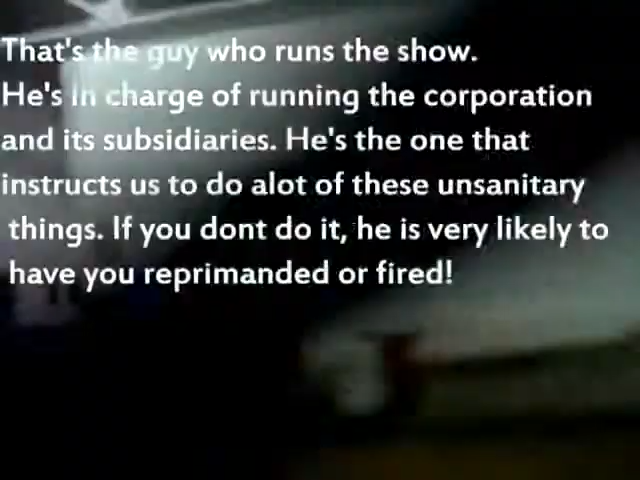 That's the guy who runs the show.
He's in charge of running the corporation
and its subsidiaries. He's the one that
instructs us to do alot of these unsanitary
things. If you dont do it, he is very likely to
have you reprimanded or fired!